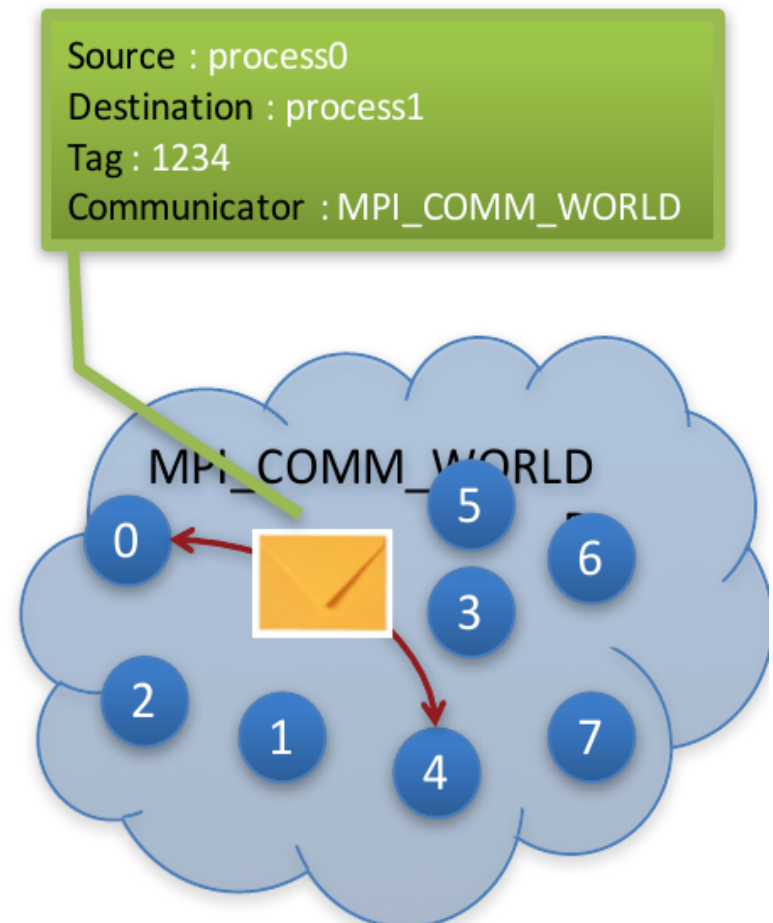 Source : process0
Destination : process1
Tag : 1234
Communicator : MPI_COMM_WORLD
MPI_COMM_WORLD
5
0
6
3
2
1
7
4